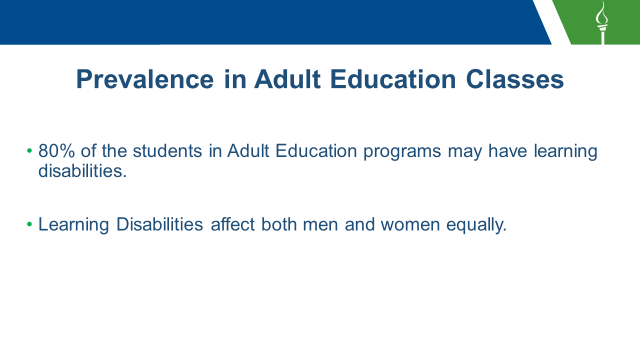 Prevalence in Adult Education Classes
• 80% of the students in Adult Education programs may have learning
disabilities.
• Learning Disabilities affect both men and women equally.